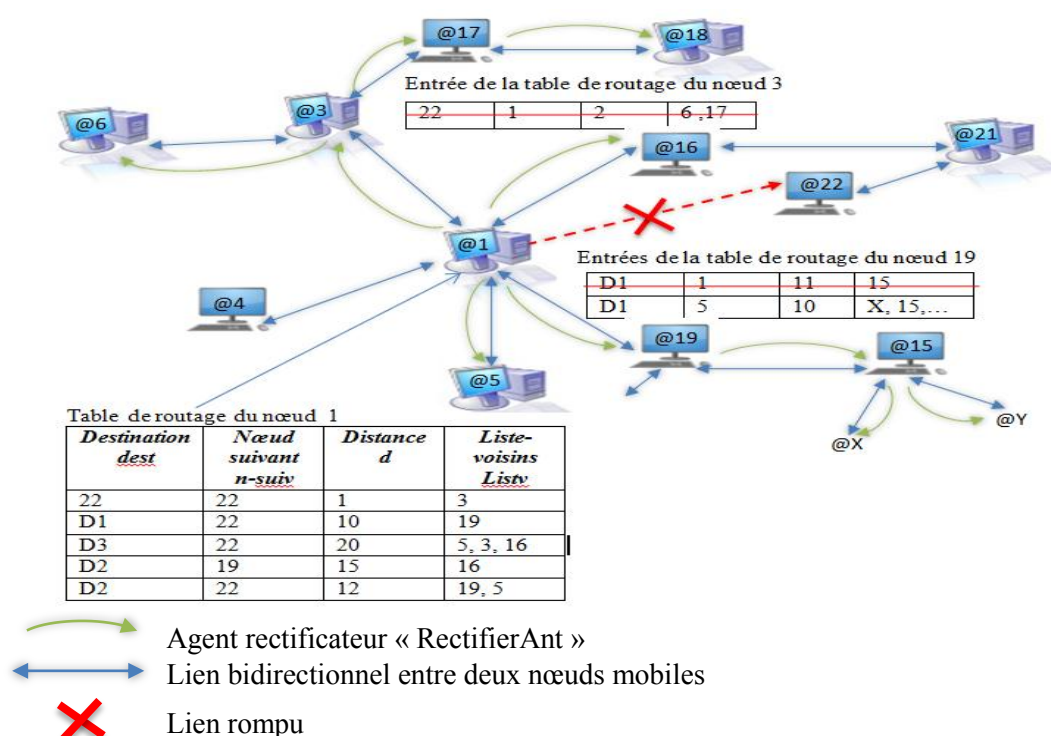 @17
@18
Entrée de la table de routage du nœud 3
22 1 2 6 ,17
@3
@6
@16
@21
@22
@1
Entrées de la table de routage du nœud 19
D1 1 11 15
D1 5 10 X, 15,...
@4
@19
@15
@5
@X
@Y
Table de routage du nœud 1
Destination dest Nœud suivant n-suiv Distance d Liste-voisins Listv
22 22 1 3
D1 22 10 19
D3 22 20 5, 3, 16
D2 19 15 16
D2 22 12 19, 5
Agent rectificateur « RectifierAnt »
Lien bidirectionnel entre deux nœuds mobiles
Lien rompu